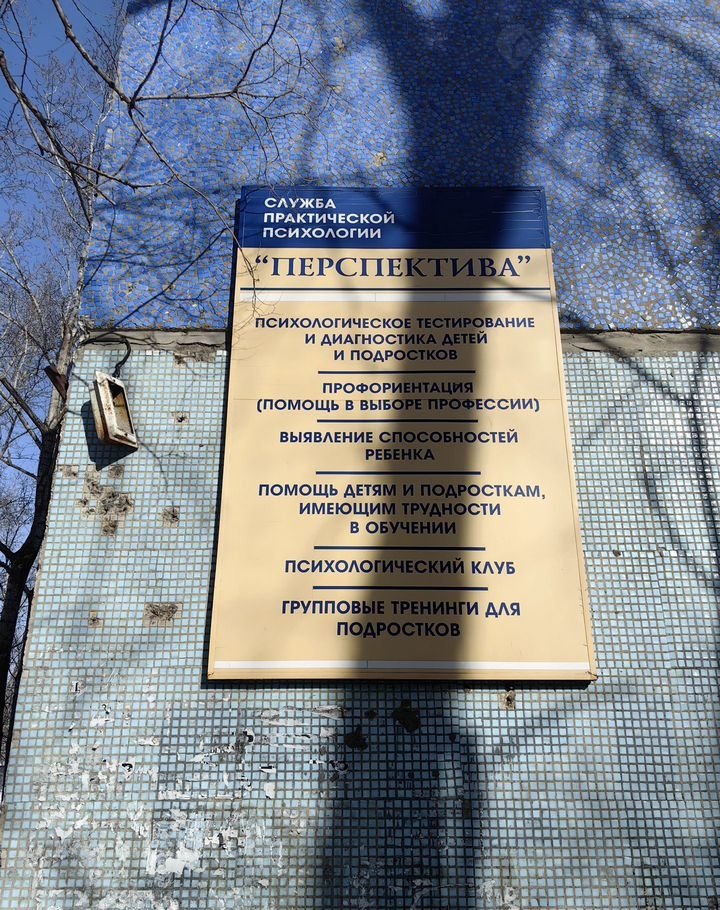 СЛУЖБА
ПРАКТИЧЕСКОЙ
ПСИХОЛОГИИ
“ПЕРСПЕКТИВА”
ПСИХОЛОГИЧЕСКОЕ ТЕСТИРОВАНИЕ
И ДИАГНОСТИКА ДЕТЕЙ
И ПОДРОСТКОВ
ПРОФОРИЕНТАЦИЯ
(ПОМОЩЬ В ВЫБОРЕ ПРОФЕССИИ)
ВЫЯВЛЕНИЕ СПОСОБНОСТЕЙ
РЕБЕНКА
ПОМОЩЬ ДЕТЯМ И ПОДРОСТКАМ,
ИМЕЮЩИМ ТРУДНОСТИ
В ОБУЧЕНИИ
ПСИХОЛОГИЧЕСКИЙ КЛУБ
ГРУППОВЫЕ ТРЕНИНГИ ДЛЯ
ПОДРОСТКОВ